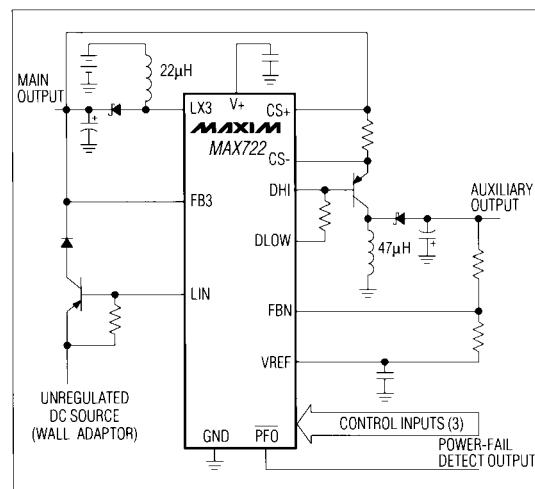 22µH
MAIN
OUTPUT
LX3
V+
CS+
MAXIM
MAX722
CS-
DHI
AUXILIARY
OUTPUT
FB3
DLOW
47µH
LIN
FBN
VREF
UNREGULATED
DC SOURCE
(WALL ADAPTOR)
CONTROL INPUTS (3)
GND
PFO
POWER-FAIL
DETECT OUTPUT